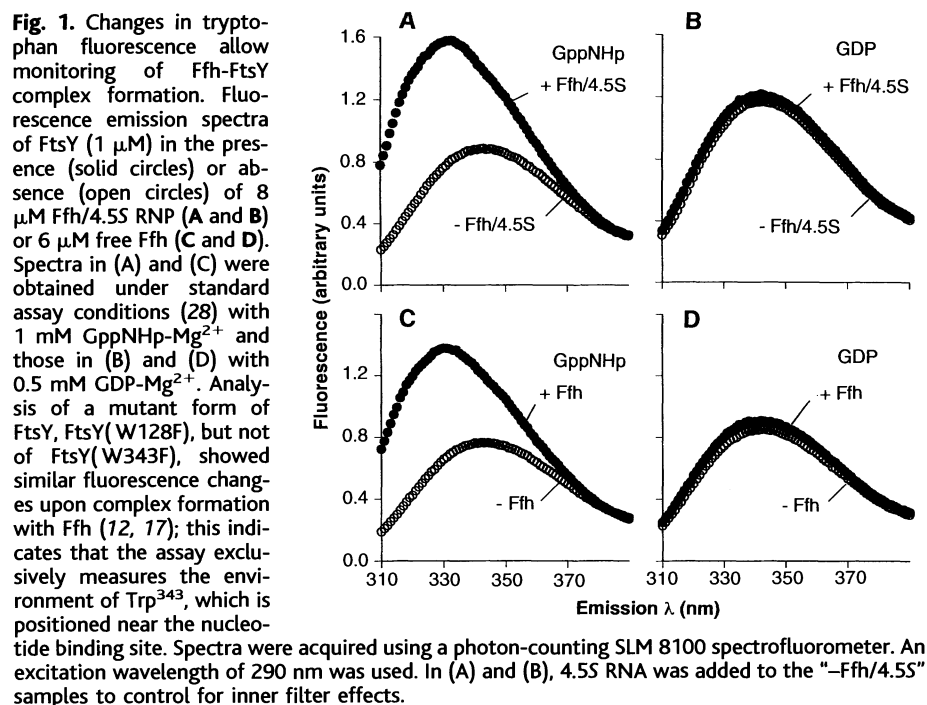 Fig. 1. Changes in trypto-
phan fluorescence allow
monitoring of Ffh-FtsY
complex formation. Fluo-
rescence emission spectra
of FtsY (1 μM) in the pres-
ence (solid circles) or ab-
sence (open circles) of 8
μM Ffh/4.5S RNP (A and B)
or 6 μM free Ffh (C and D).
Spectra in (A) and (C) were
obtained under standard
assay conditions (28) with
1 mM GppNHp-Mg2+ and
those in (B) and (D) with
0.5 mM GDP-Mg2+. Analy-
sis of a mutant form of
FtsY, FtsY(W128F), but not
of FtsY(W343F), showed
similar fluorescence chang-
es upon complex formation
with Ffh (12, 17); this indi-
cates that the assay exclu-
sively measures the envi-
ronment of Trp343, which is
positioned near the nucleo-
tide binding site. Spectra were acquired using a photon-counting SLM 8100 spectrofluorometer. An
excitation wavelength of 290 nm was used. In (A) and (B), 4.5S RNA was added to the “–Ffh/4.5S”
samples to control for inner filter effects.
A
GppNHp
+ Ffh/4.5S
- Ffh/4.5S
1.6
1.2
0.8
0.4
0.0
B
GDP
+ Ffh/4.5S
- Ffh/4.5S
Fluorescence (arbitrary units)
C
GppNHp
+ Ffh
- Ffh
1.2
0.8
0.4
0.0
310 330 350 370
D
GDP
+ Ffh
- Ffh
310 330 350 370
Emission λ (nm)